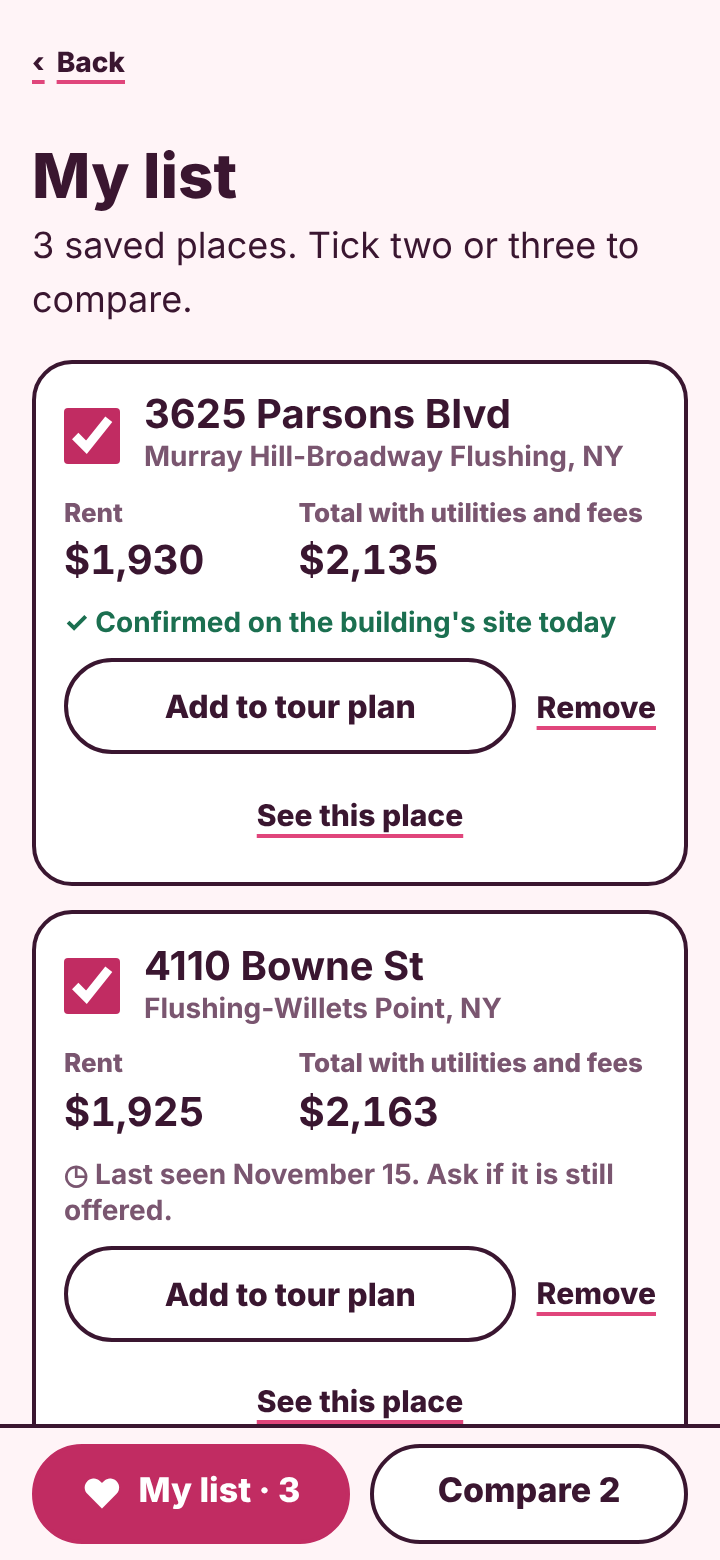 ‹ Back
My list
3 saved places. Tick two or three to
compare.
3625 Parsons Blvd
Murray Hill-Broadway Flushing, NY
Rent
Total with utilities and fees
$1,930
$2,135
✓ Confirmed on the building's site today
Add to tour plan
Remove
See this place
4110 Bowne St
Flushing-Willets Point, NY
Rent
Total with utilities and fees
$1,925
$2,163
◷ Last seen November 15. Ask if it is still
offered.
Add to tour plan
Remove
See this place
♥ My list · 3
Compare 2